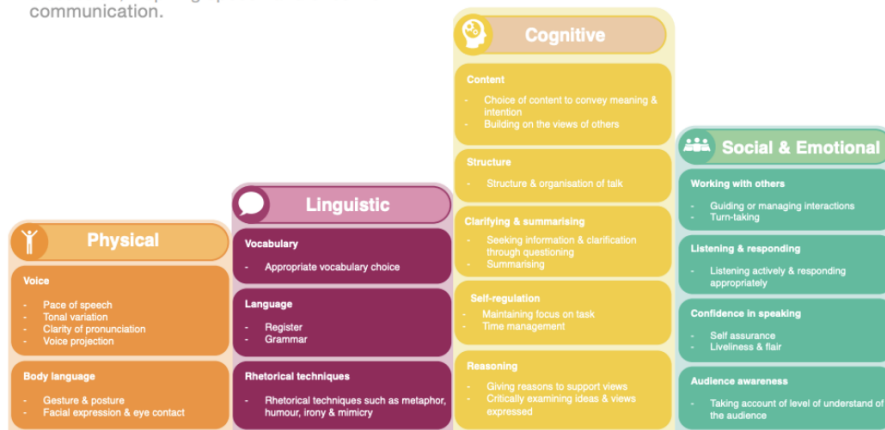 communication.
Physical
Voice
- Pace of speech
- Tonal variation
- Clarity of pronunciation
- Voice projection
Body language
- Gesture & posture
- Facial expression & eye contact
Linguistic
Vocabulary
- Appropriate vocabulary choice
Language
- Register
- Grammar
Rhetorical techniques
- Rhetorical techniques such as metaphor,
humour, irony & mimicry
Cognitive
Content
- Choice of content to convey meaning &
intention
- Building on the views of others
Structure
- Structure & organisation of talk
Clarifying & summarising
- Seeking information & clarification
through questioning
- Summarising
Self-regulation
- Maintaining focus on task
- Time management
Reasoning
- Giving reasons to support views
- Critically examining ideas & views
expressed
Social & Emotional
Working with others
- Guiding or managing interactions
- Turn-taking
Listening & responding
- Listening actively & responding
appropriately
Confidence in speaking
- Self assurance
- Liveliness & flair
Audience awareness
- Taking account of level of understand of
the audience